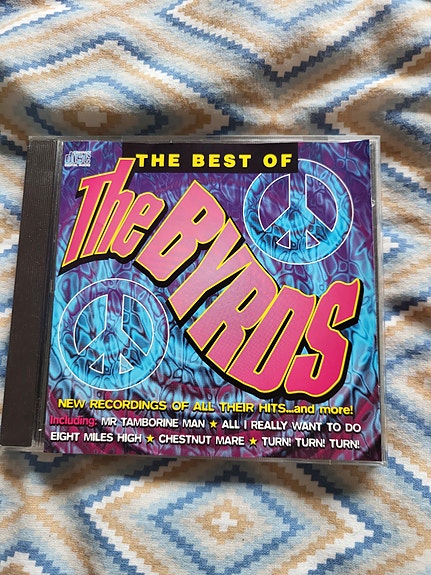 THE BEST OF
The BYRDS
NEW RECORDINGS OF ALL THEIR HITS...and more!
Including: MR TAMBORINE MAN ★ ALL I REALLY WANT TO DO
EIGHT MILES HIGH ★ CHESTNUT MARE ★ TURN! TURN! TURN!